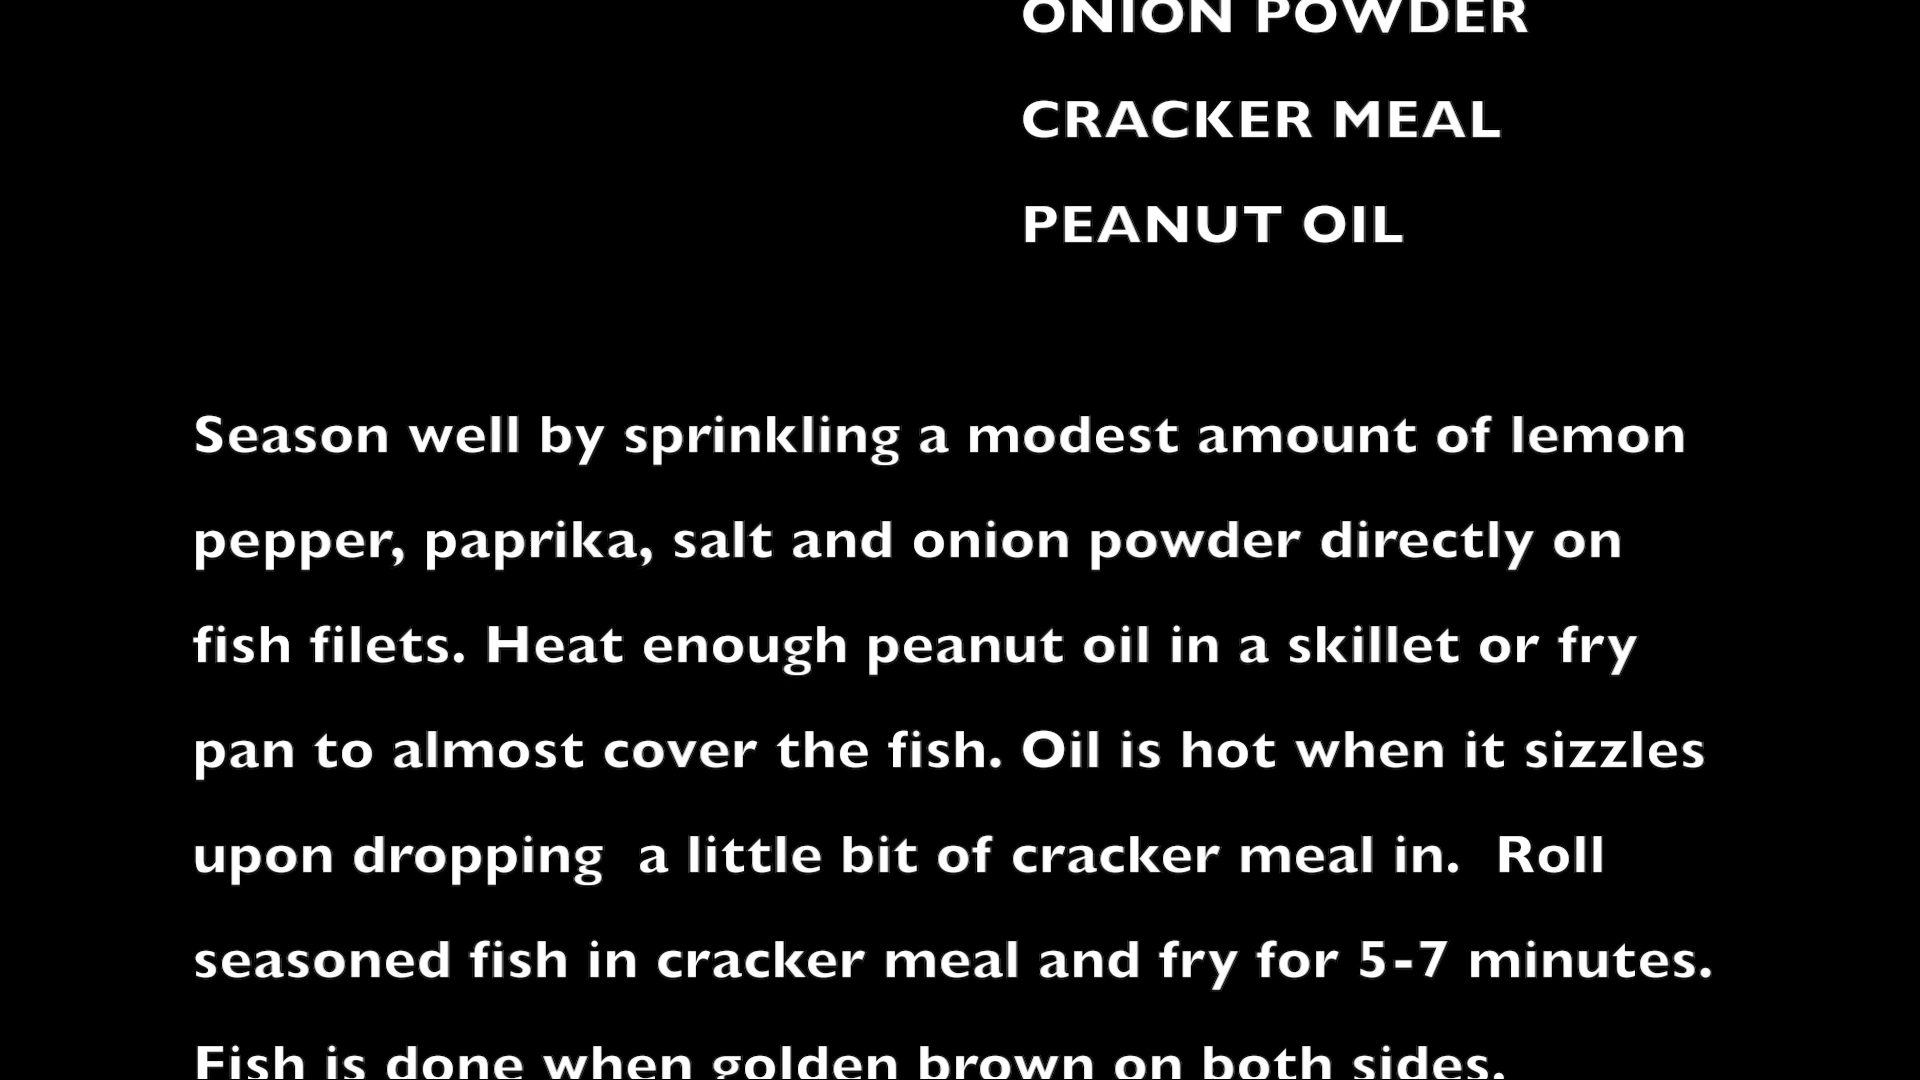 ONION POWDER
CRACKER MEAL
PEANUT OIL
Season well by sprinkling a modest amount of lemon
pepper, paprika, salt and onion powder directly on
fish filets. Heat enough peanut oil in a skillet or fry
pan to almost cover the fish. Oil is hot when it sizzles
upon dropping  a little bit of cracker meal in.  Roll
seasoned fish in cracker meal and fry for 5-7 minutes.
Fish is done when golden brown on both sides.